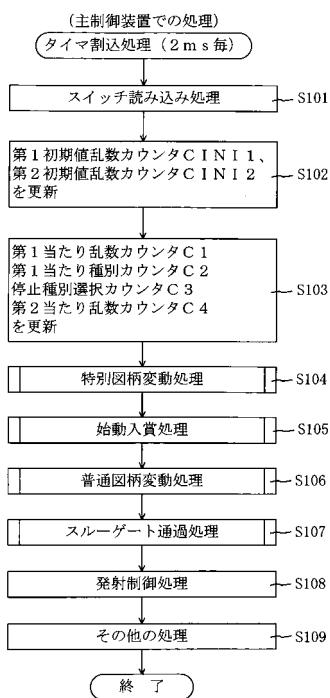 (主制御装置での処理)
タイマ割込処理(2ms毎)
スイッチ読み込み処理 S101
第1初期値乱数カウンタCINI1、
第2初期値乱数カウンタCINI2 S102
を更新
第1当たり乱数カウンタC1
第1当たり種別カウンタC2
停止種別選択カウンタC3 S103
第2当たり乱数カウンタC4
を更新
特別図柄変動処理 S104
始動入賞処理 S105
普通図柄変動処理 S106
スルーゲート通過処理 S107
発射制御処理 S108
その他の処理 S109
終了